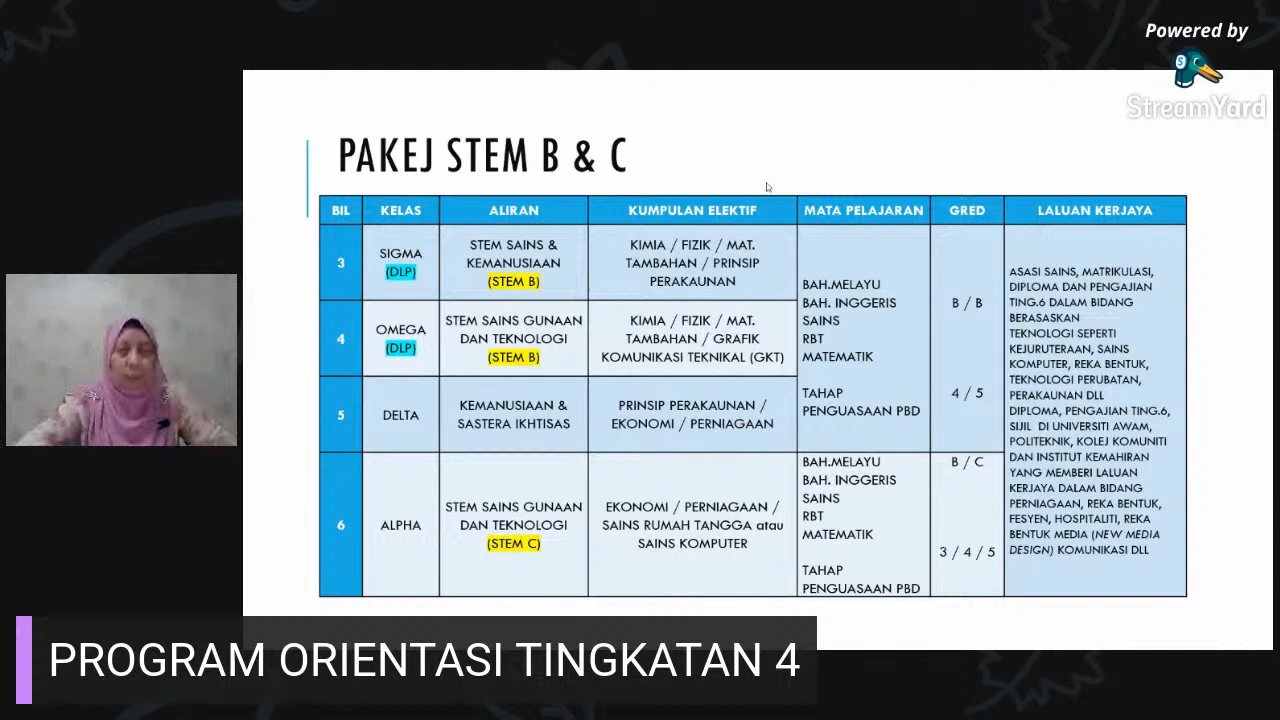 Powered by
StreamYard
PAKEJ STEM B & C
BIL
KELAS
ALIRAN
KUMPULAN ELEKTIF
MATA PELAJARAN
GRED
LALUAN KERJAYA
3
SIGMA
(DLP)
STEM SAINS &
KEMANUSIAAN
(STEM B)
KIMIA / FIZIK / MAT.
TAMBAHAN / PRINSIP
PERAKAUNAN
BAH.MELAYU
BAH. INGGERIS
SAINS
RBT
MATEMATIK
TAHAP
PENGUASAAN PBD
B / B
4 / 5
ASASI SAINS, MATRIKULASI,
DIPLOMA DAN PENGAJIAN
TING.6 DALAM BIDANG
BERASASKAN
TEKNOLOGI SEPERTI
KEJURUTERAAN, SAINS
KOMPUTER, REKA BENTUK,
TEKNOLOGI PERUBATAN,
PERAKAUNAN DLL
DIPLOMA, PENGAJIAN TING.6,
SIJIL DI UNIVERSITI AWAM,
POLITEKNIK, KOLEJ KOMUNITI
DAN INSTITUT KEMAHIRAN
YANG MEMBERI LALUAN
KERJAYA DALAM BIDANG
PERNIAGAAN, REKA BENTUK,
FESYEN, HOSPITALITI, REKA
BENTUK MEDIA (NEW MEDIA
DESIGN) KOMUNIKASI DLL
4
OMEGA
(DLP)
STEM SAINS GUNAAN
DAN TEKNOLOGI
(STEM B)
KIMIA / FIZIK / MAT.
TAMBAHAN / GRAFIK
KOMUNIKASI TEKNIKAL (GKT)
5
DELTA
KEMANUSIAAN &
SASTERA IKHTISAS
PRINSIP PERAKAUNAN /
EKONOMI / PERNIAGAAN
6
ALPHA
STEM SAINS GUNAAN
DAN TEKNOLOGI
(STEM C)
EKONOMI / PERNIAGAAN /
SAINS RUMAH TANGGA atau
SAINS KOMPUTER
BAH.MELAYU
BAH. INGGERIS
SAINS
RBT
MATEMATIK
TAHAP
PENGUASAAN PBD
B / C
3 / 4 / 5
PROGRAM ORIENTASI TINGKATAN 4